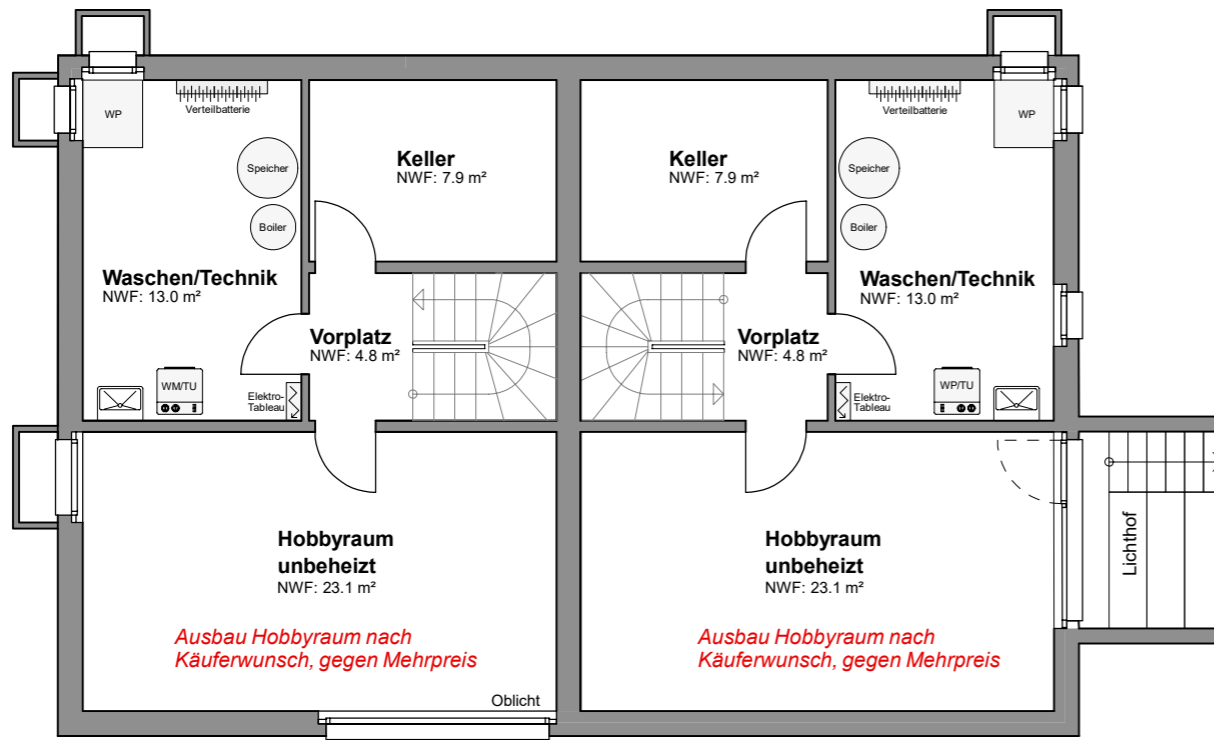 WP
Verteilbatterie
Speicher
Boiler
Waschen/Technik
NWF: 13.0 m²
WM/TU
Elektro-
Tableau
Keller
NWF: 7.9 m²
Vorplatz
NWF: 4.8 m²
Hobbyraum
unbeheizt
NWF: 23.1 m²
Ausbau Hobbyraum nach
Käuferwunsch, gegen Mehrpreis
Oblicht
Keller
NWF: 7.9 m²
Vorplatz
NWF: 4.8 m²
Verteilbatterie
WP
Speicher
Boiler
Waschen/Technik
NWF: 13.0 m²
WP/TU
Elektro-
Tableau
Hobbyraum
unbeheizt
NWF: 23.1 m²
Ausbau Hobbyraum nach
Käuferwunsch, gegen Mehrpreis
Lichthof